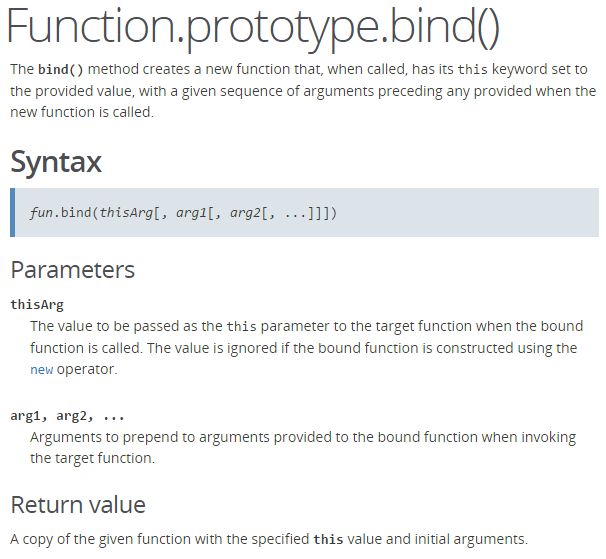 Function.prototype.bind()
The bind() method creates a new function that, when called, has its this keyword set to
the provided value, with a given sequence of arguments preceding any provided when the
new function is called.
Syntax
fun.bind(thisArg[, arg1[, arg2[, ...]]])
Parameters
thisArg
The value to be passed as the this parameter to the target function when the bound
function is called. The value is ignored if the bound function is constructed using the
new operator.
arg1, arg2, ...
Arguments to prepend to arguments provided to the bound function when invoking
the target function.
Return value
A copy of the given function with the specified this value and initial arguments.